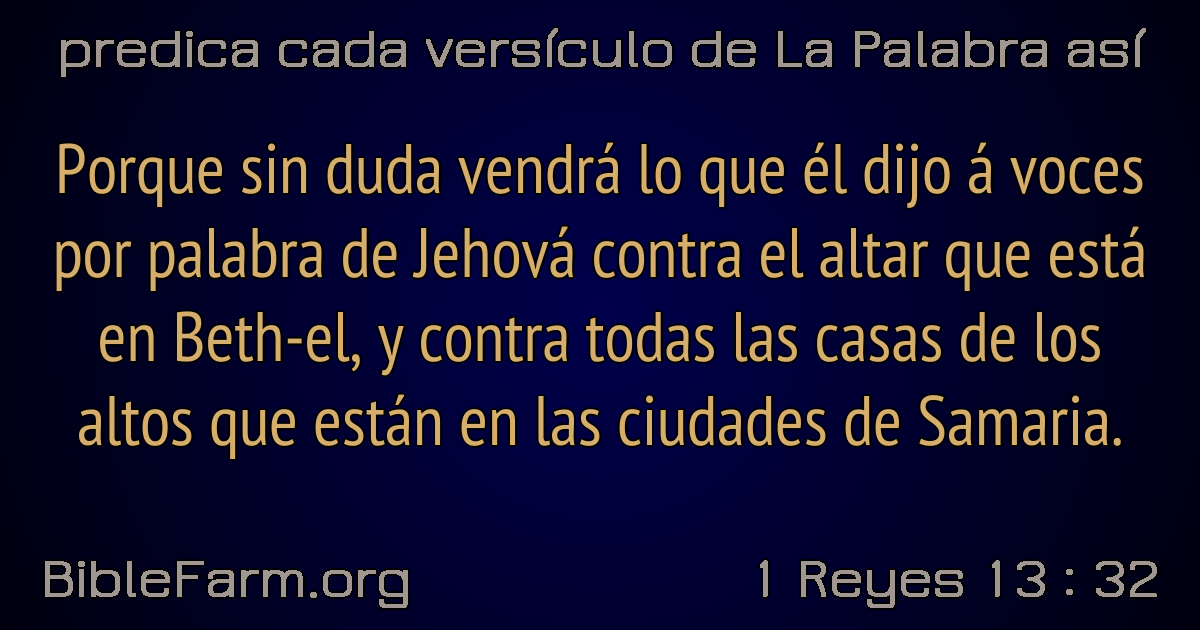 predica cada versículo de La Palabra así
Porque sin duda vendrá lo que él dijo á voces
por palabra de Jehová contra el altar que está
en Beth-el, y contra todas las casas de los
altos que están en las ciudades de Samaria.
BibleFarm.org
1 Reyes 13 : 32